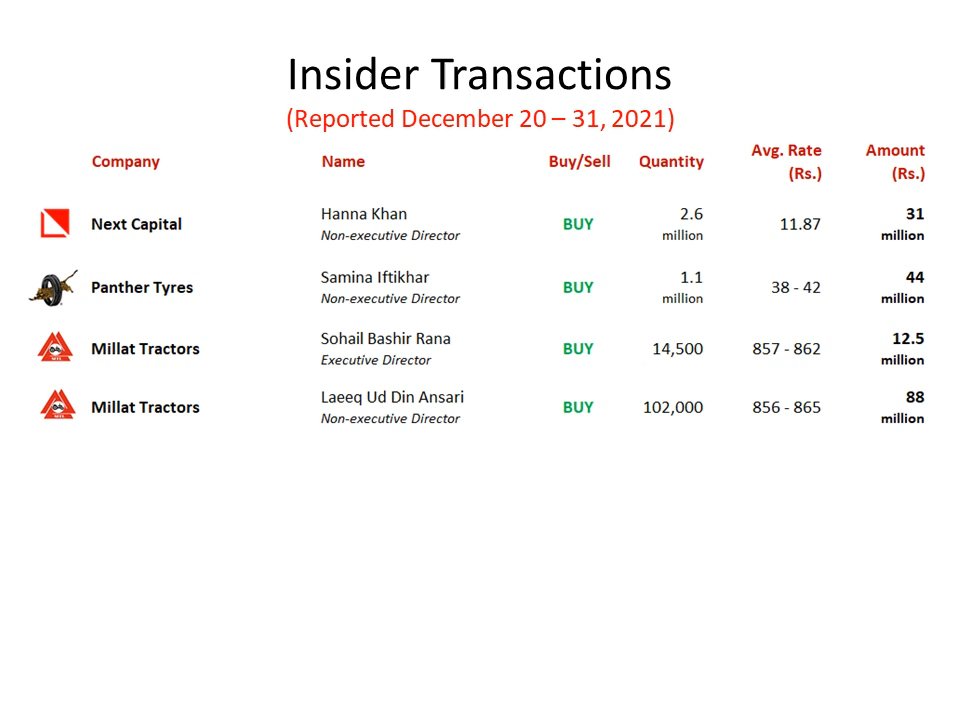 Insider Transactions
(Reported December 20 – 31, 2021)
Company Name Buy/Sell Quantity Avg. Rate (Rs.) Amount (Rs.)
Next Capital Hanna Khan Non-executive Director BUY 2.6 million 11.87 31 million
Panther Tyres Samina Iftikhar Non-executive Director BUY 1.1 million 38 - 42 44 million
Millat Tractors Sohail Bashir Rana Executive Director BUY 14,500 857 - 862 12.5 million
Millat Tractors Laeeq Ud Din Ansari Non-executive Director BUY 102,000 856 - 865 88 million